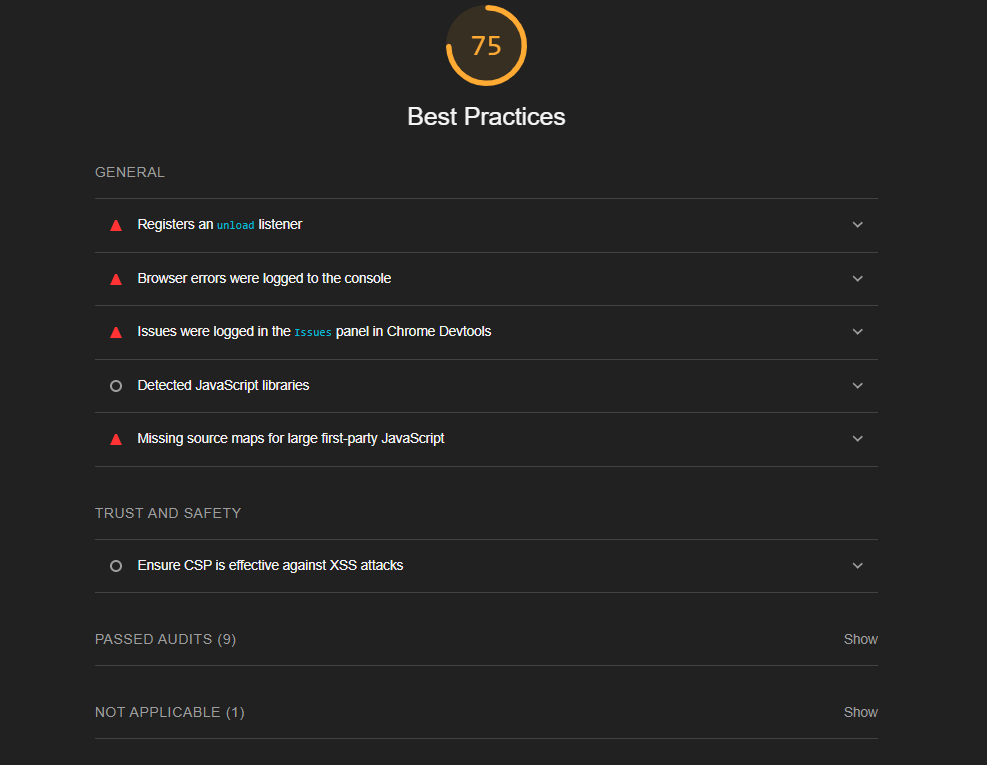 75
Best Practices
GENERAL
Registers an unload listener
Browser errors were logged to the console
Issues were logged in the Issues panel in Chrome Devtools
Detected JavaScript libraries
Missing source maps for large first-party JavaScript
TRUST AND SAFETY
Ensure CSP is effective against XSS attacks
PASSED AUDITS (9) Show
NOT APPLICABLE (1) Show